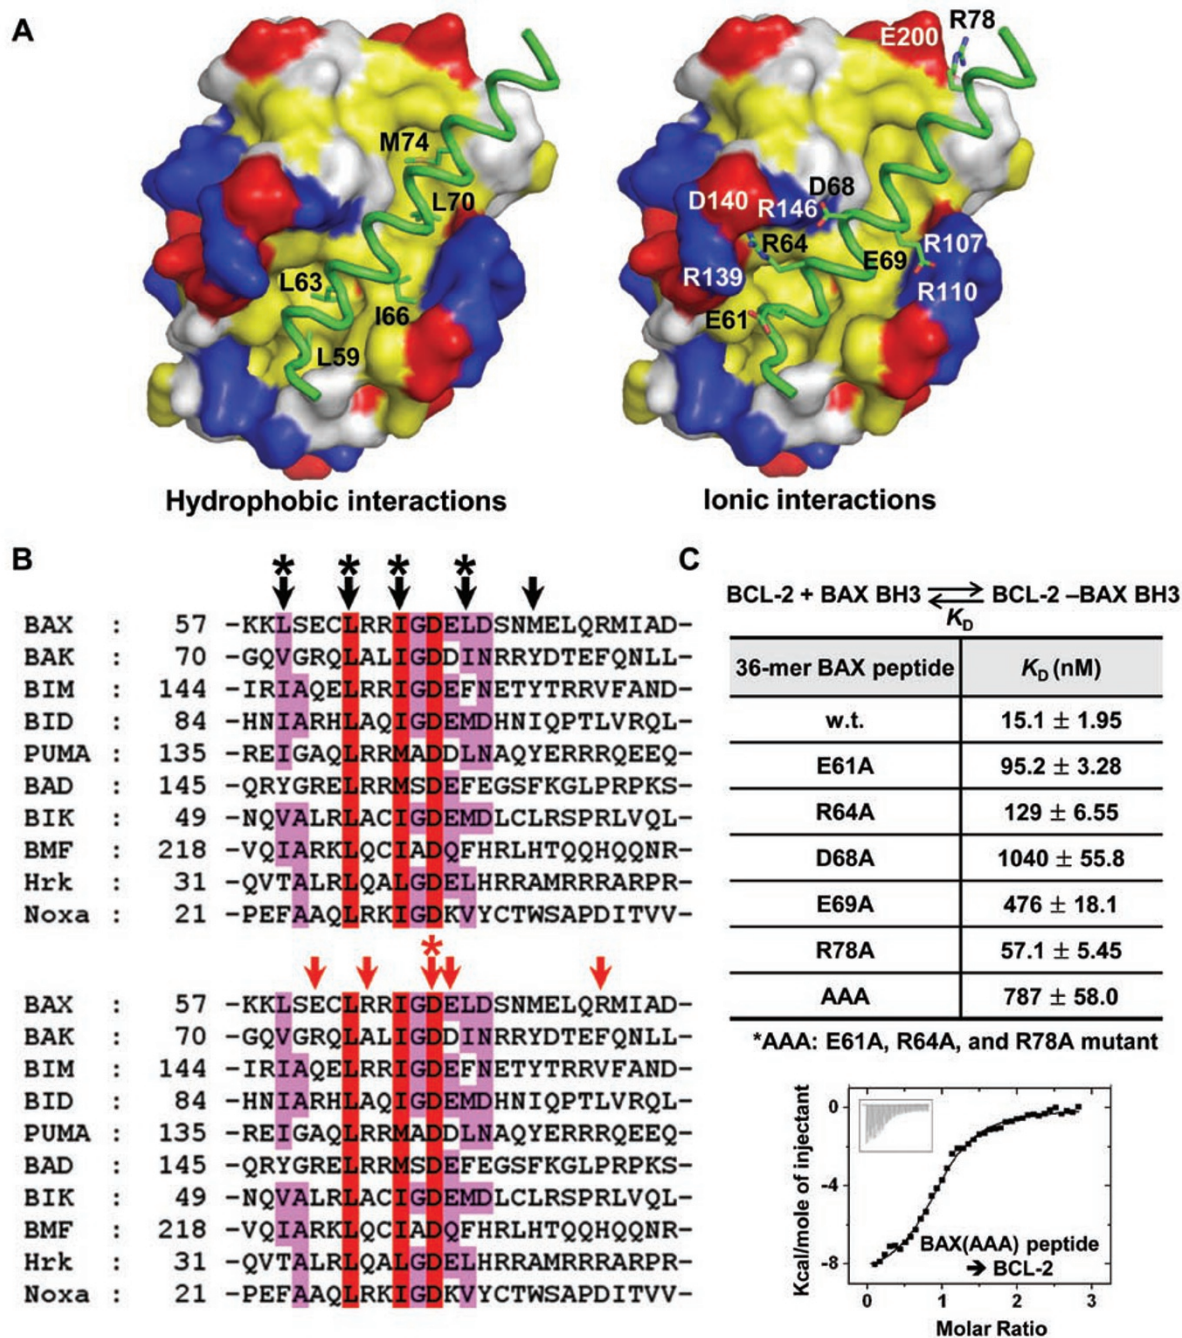 A
M74
L70
L63
I66
L59
Hydrophobic interactions
R78
E200
D68
D140 R146
R64
E69 R107
R139
R110
E61
Ionic interactions
B
* * * *
BAX : 57 -KKLSECLRRIGDELDSNMELQRMIAD-
BAK : 70 -GQVGRQLALIGDDINRRYDTEFQNLL-
BIM : 144 -IRIAQELRRIGDEFNETYTRRVFAND-
BID : 84 -HNIARHLAQIGDEMDHNIQPTLVRQL-
PUMA : 135 -REIGAQLRRMADDLNAQYERRRQEEQ-
BAD : 145 -QRYGRELRRMSDEFEGSFKGLPRPKS-
BIK : 49 -NQVALRLACIGDEMDLCLRSPRLVQL-
BMF : 218 -VQIARKLQCIADQFHRLHTQQHQQNR-
Hrk : 31 -QVTALRLQALGDELHRRAMRRRARPR-
Noxa : 21 -PEFAAQLRKIGDKVYCTWSAPDITVV-
*
BAX : 57 -KKLSECLRRIGDELDSNMELQRMIAD-
BAK : 70 -GQVGRQLALIGDDINRRYDTEFQNLL-
BIM : 144 -IRIAQELRRIGDEFNETYTRRVFAND-
BID : 84 -HNIARHLAQIGDEMDHNIQPTLVRQL-
PUMA : 135 -REIGAQLRRMADDLNAQYERRRQEEQ-
BAD : 145 -QRYGRELRRMSDEFEGSFKGLPRPKS-
BIK : 49 -NQVALRLACIGDEMDLCLRSPRLVQL-
BMF : 218 -VQIARKLQCIADQFHRLHTQQHQQNR-
Hrk : 31 -QVTALRLQALGDELHRRAMRRRARPR-
Noxa : 21 -PEFAAQLRKIGDKVYCTWSAPDITVV-
C
BCL-2 + BAX BH3 ⇌ BCL-2 –BAX BH3
KD
36-mer BAX peptide KD (nM)
w.t. 15.1 ± 1.95
E61A 95.2 ± 3.28
R64A 129 ± 6.55
D68A 1040 ± 55.8
E69A 476 ± 18.1
R78A 57.1 ± 5.45
AAA 787 ± 58.0
*AAA: E61A, R64A, and R78A mutant
Kcal/mole of injectant
0
-4
-8
BAX(AAA) peptide
➔ BCL-2
0 1 2 3
Molar Ratio